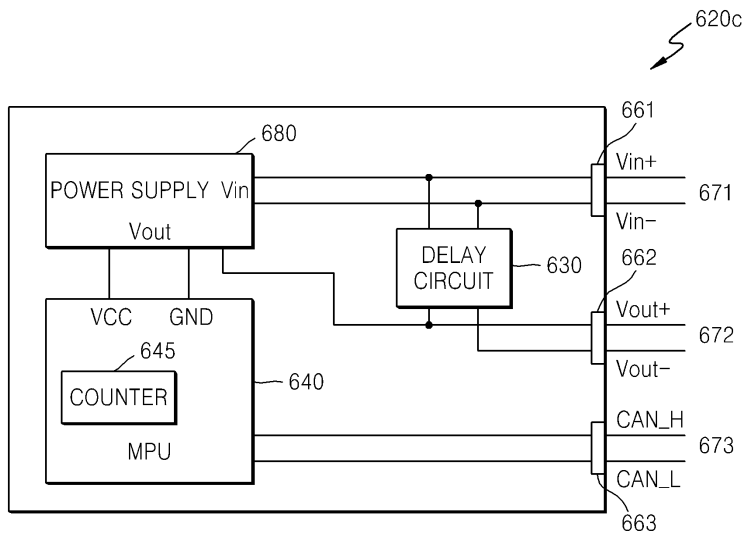 620c
680
661
POWER SUPPLY Vin
Vout
Vin+
671
Vin-
DELAY
CIRCUIT
630
662
VCC GND
Vout+
672
Vout-
645
COUNTER
640
MPU
CAN_H
673
CAN_L
663